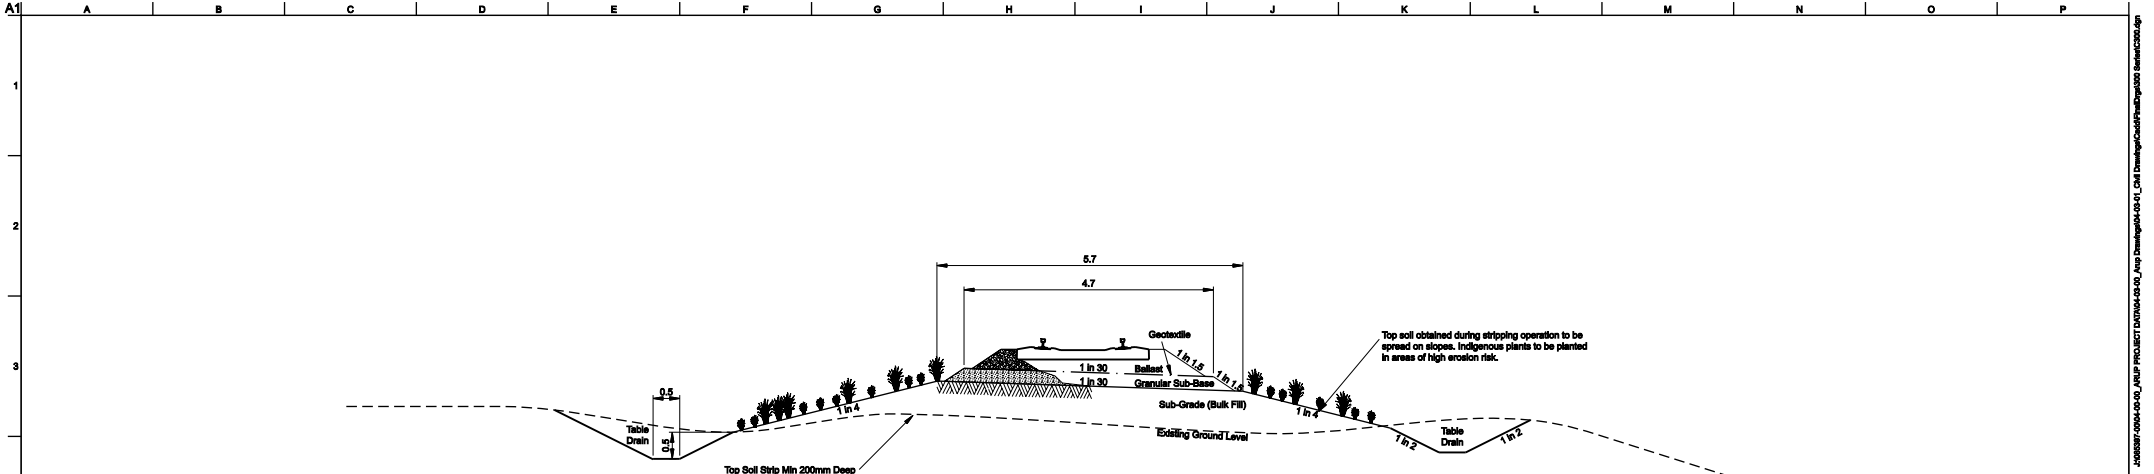 A1 A B C D E F G H I J K L M N O P
1
2
3
5.7
4.7
Geotextile
1 in 1.5
1 in 1.5
1 in 30
Ballast
1 in 30
Granular Sub-Base
Sub-Grade (Bulk Fill)
Top soil obtained during stripping operation to be
spread on slopes. Indigenous plants to be planted
in areas of high erosion risk.
0.5
0.5
1 in 4
1 in 4
Table
Drain
Existing Ground Level
1 in 2
Table
Drain
1 in 2
Top Soil Strip Min 200mm Deep